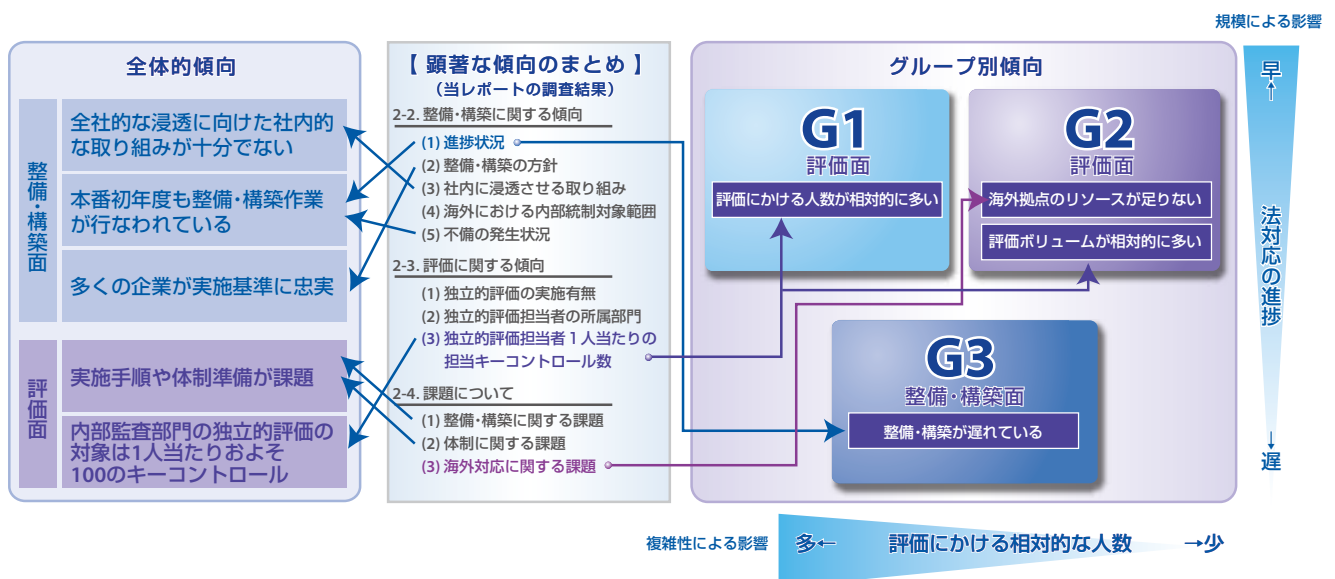 規模による影響
全体的傾向
整備・構築面
全社的な浸透に向けた社内的
な取り組みが十分でない
本番初年度も整備・構築作業
が行なわれている
多くの企業が実施基準に忠実
評価面
実施手順や体制準備が課題
内部監査部門の独立的評価の
対象は1人当たりおよそ
100のキーコントロール
【 顕著な傾向のまとめ 】
（当レポートの調査結果）
2-2. 整備・構築に関する傾向
(1) 進捗状況
(2) 整備・構築の方針
(3) 社内に浸透させる取り組み
(4) 海外における内部統制対象範囲
(5) 不備の発生状況
2-3. 評価に関する傾向
(1) 独立的評価の実施有無
(2) 独立的評価担当者の所属部門
(3) 独立的評価担当者１人当たりの
担当キーコントロール数
2-4. 課題について
(1) 整備・構築に関する課題
(2) 体制に関する課題
(3) 海外対応に関する課題
グループ別傾向
G1
評価面
評価にかける人数が相対的に多い
G2
評価面
海外拠点のリソースが足りない
評価ボリュームが相対的に多い
G3
整備・構築面
整備・構築が遅れている
早
↑
法対応の進捗
↓
遅
複雑性による影響
多←
評価にかける相対的な人数
→少